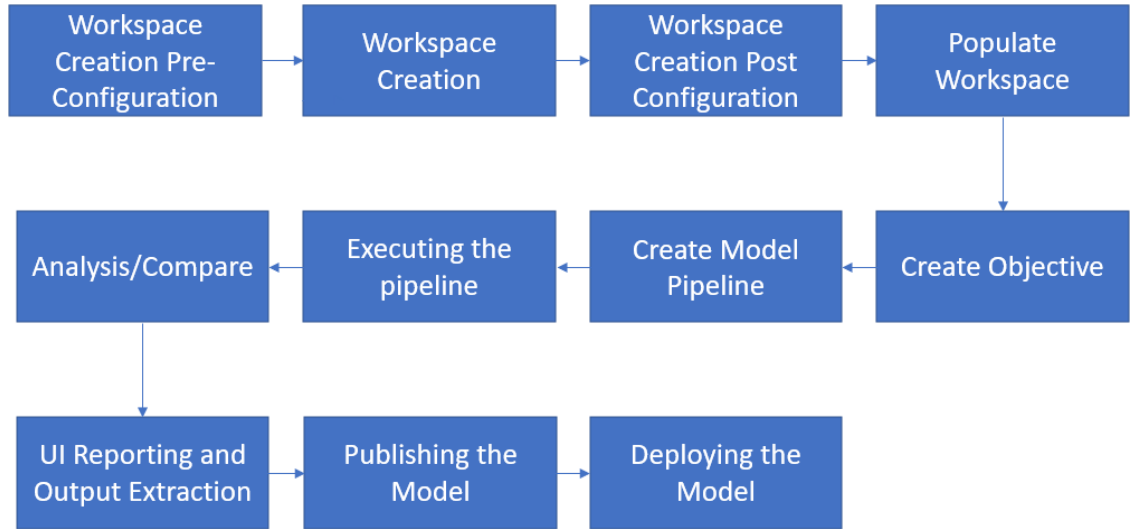 Workspace
Creation Pre-
Configuration
Workspace
Creation
Workspace
Creation Post
Configuration
Populate
Workspace
Analysis/Compare
Executing the
pipeline
Create Model
Pipeline
Create Objective
UI Reporting and
Output Extraction
Publishing the
Model
Deploying the
Model